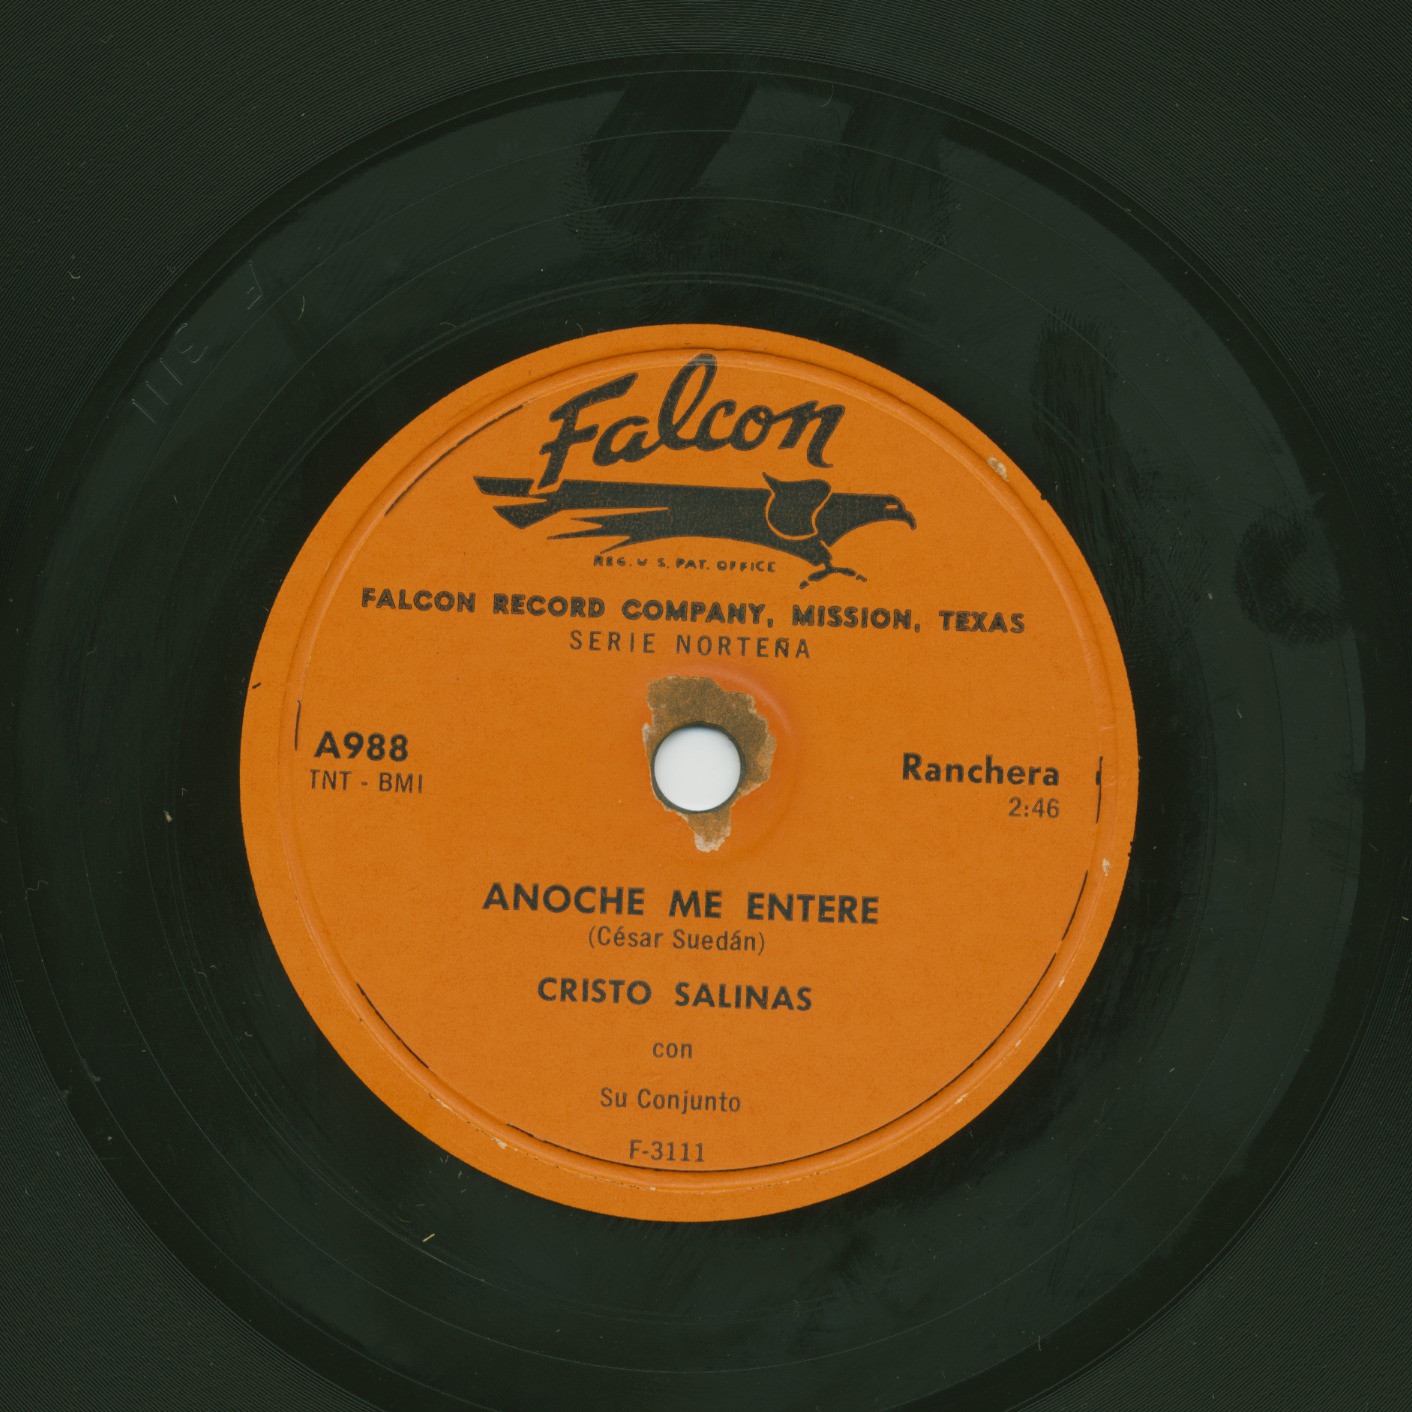 Falcon
REG. U.S. PAT. OFFICE
FALCON RECORD COMPANY, MISSION, TEXAS
SERIE NORTEÑA
A988
TNT - BMI
Ranchera
2:46
ANOCHE ME ENTERE
(César Suedán)
CRISTO SALINAS
con
Su Conjunto
F-3111
F 3111